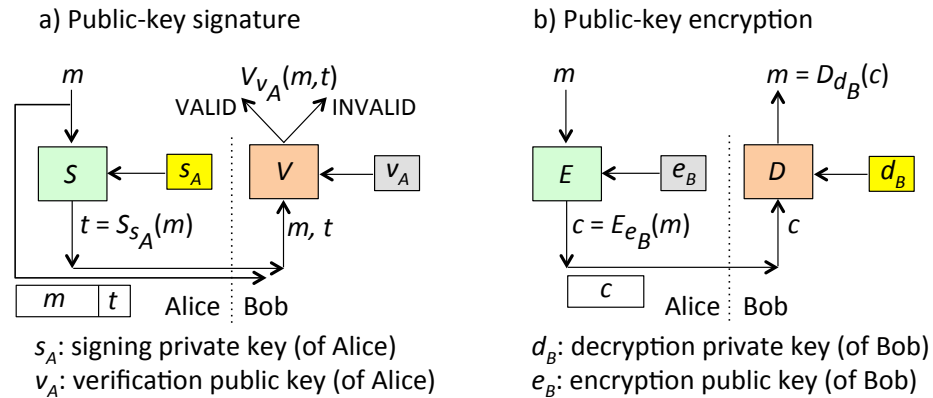 a) Public-key signature
m
V_{v_A}(m,t)
VALID
INVALID
S
s_A
V
v_A
t = S_{s_A}(m)
m, t
m t
Alice Bob
s_A: signing private key (of Alice)
v_A: verification public key (of Alice)
b) Public-key encryption
m
m = D_{d_B}(c)
E
e_B
D
d_B
c = E_{e_B}(m)
c
c
Alice Bob
d_B: decryption private key (of Bob)
e_B: encryption public key (of Bob)